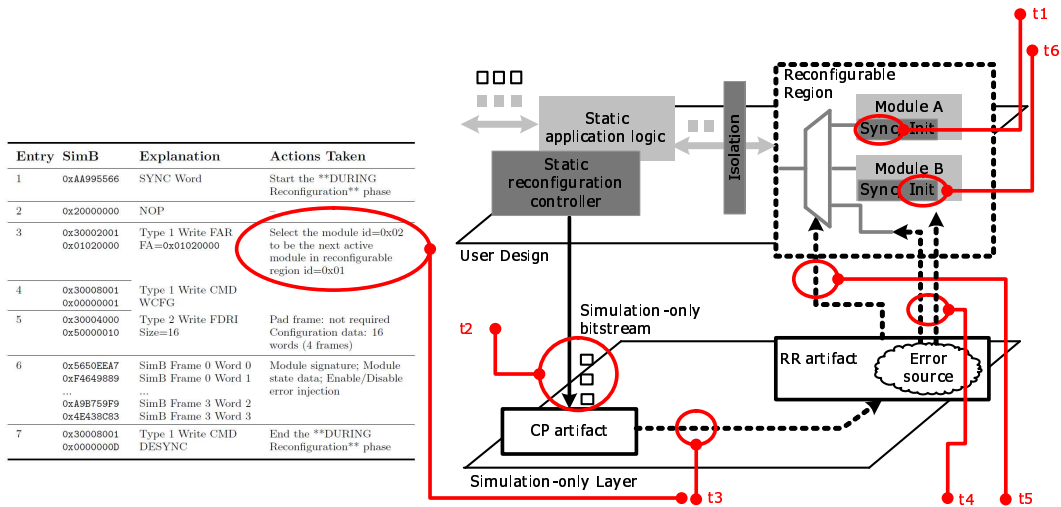 Entry SimB Explanation Actions Taken
1 0xAA995566 SYNC Word Start the **DURING
Reconfiguration** phase
2 0x20000000 NOP –
3 0x30002001 Type 1 Write FAR Select the module id=0x02
0x01020000 FA=0x01020000 to be the next active
module in reconfigurable
region id=0x01
4 0x30008001 Type 1 Write CMD
0x00000001 WCFG
5 0x30004000 Type 2 Write FDRI Pad frame: not required
0x50000010 Size=16 Configuration data: 16
words (4 frames)
6 0x5650EEA7 SimB Frame 0 Word 0 Module signature; Module
0xF4649889 SimB Frame 0 Word 1 state data; Enable/Disable
... ... error injection
0xA9B759F9 SimB Frame 3 Word 2
0x4E438C83 SimB Frame 3 Word 3
7 0x30008001 Type 1 Write CMD End the **DURING
0x0000000D DESYNC Reconfiguration** phase
t1
t6
Reconfigurable
Region
Module A
Sync Init
Module B
Sync Init
Static
application logic
Static
reconfiguration
controller
Isolation
User Design
Simulation-only
bitstream
t2
RR artifact
Error
source
CP artifact
Simulation-only Layer
t3
t4
t5